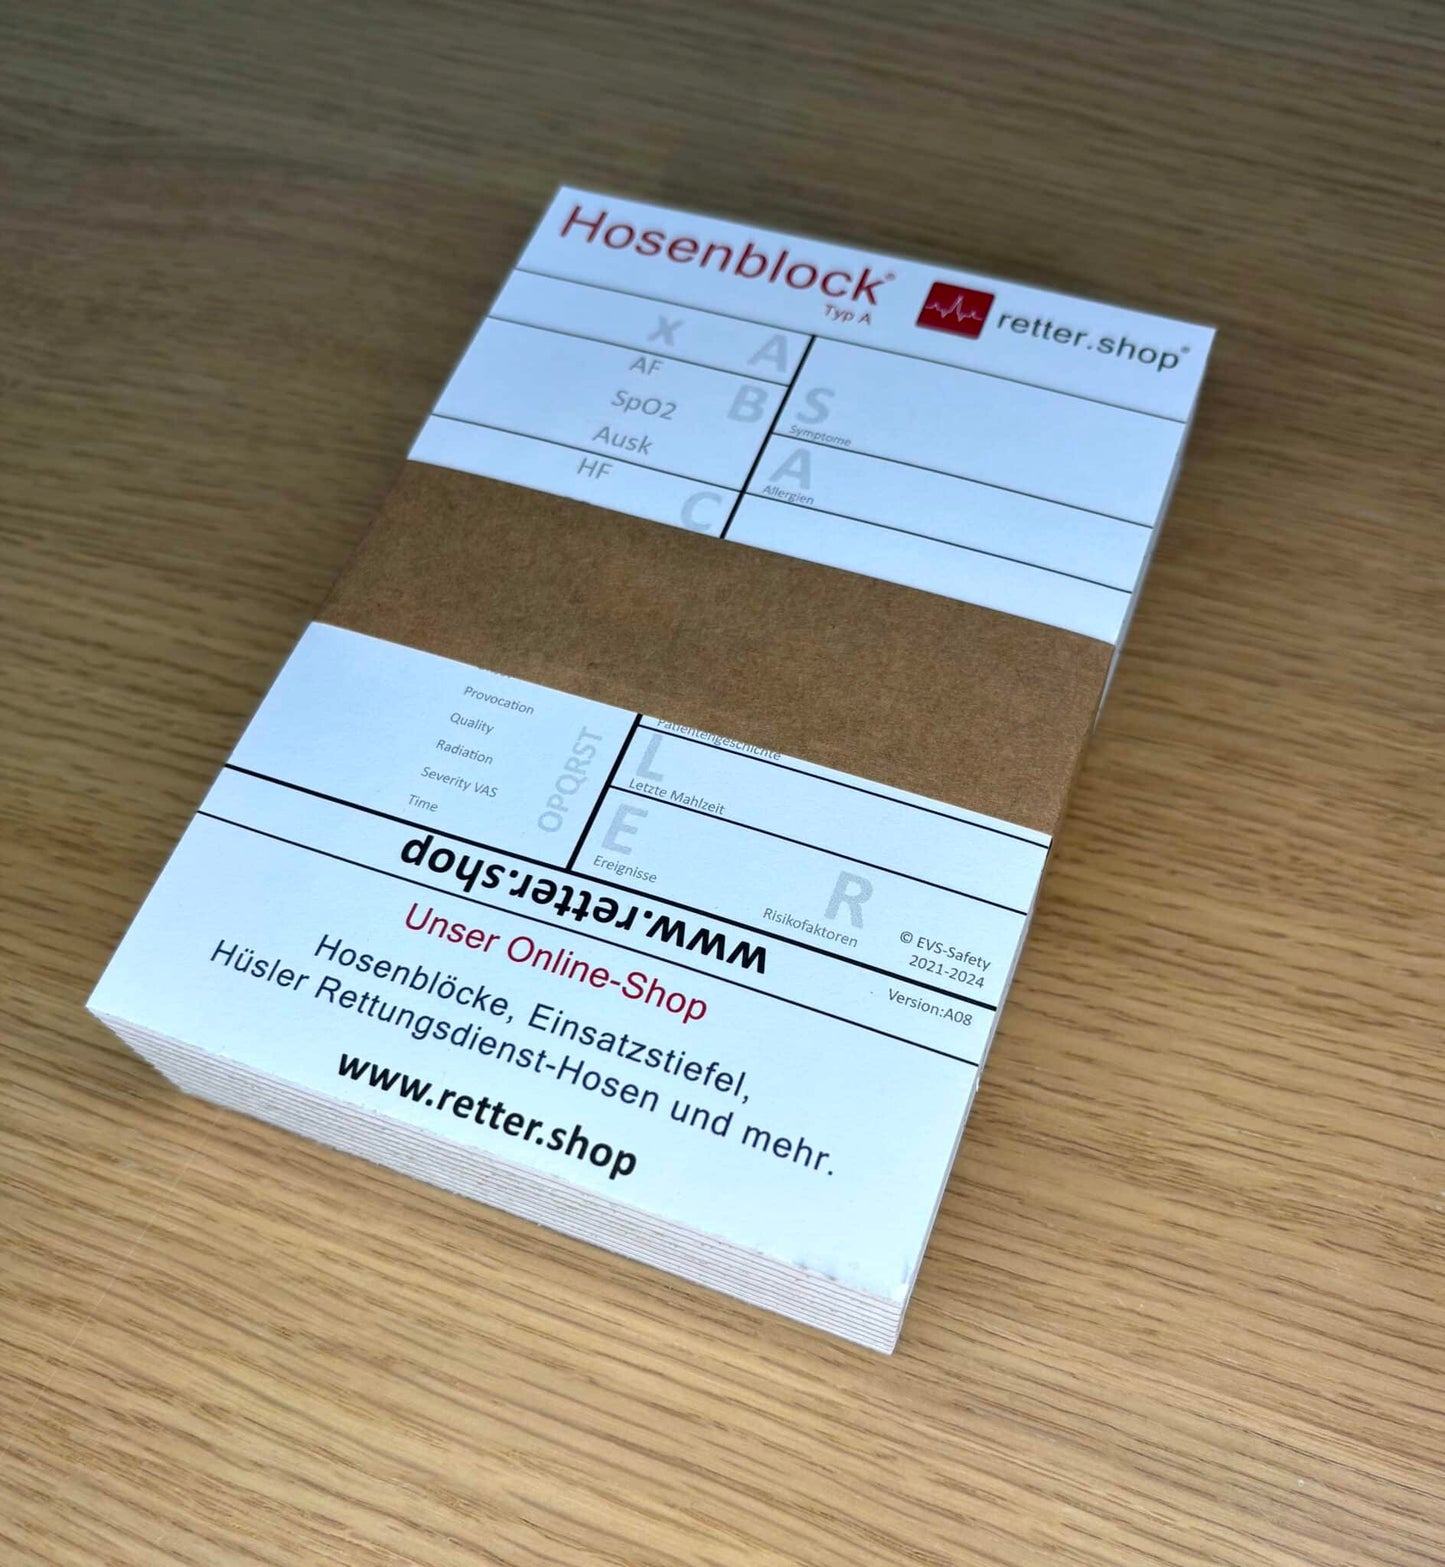 Hosenblock®
Typ A
retter.shop®
x A
AF
SpO2 B
Ausk
HF
C
S
Symptome
A
Allergien
Provocation
Quality
Radiation
Severity VAS
Time
OPQRST
Patientengeschichte
L
Letzte Mahlzeit
E
Ereignisse
R
Risikofaktoren
© EVS-Safety
2021-2024
Version:A08
www.retter.shop
Unser Online-Shop
Hosenblöcke, Einsatzstiefel,
Hüsler Rettungsdienst-Hosen und mehr.
www.retter.shop